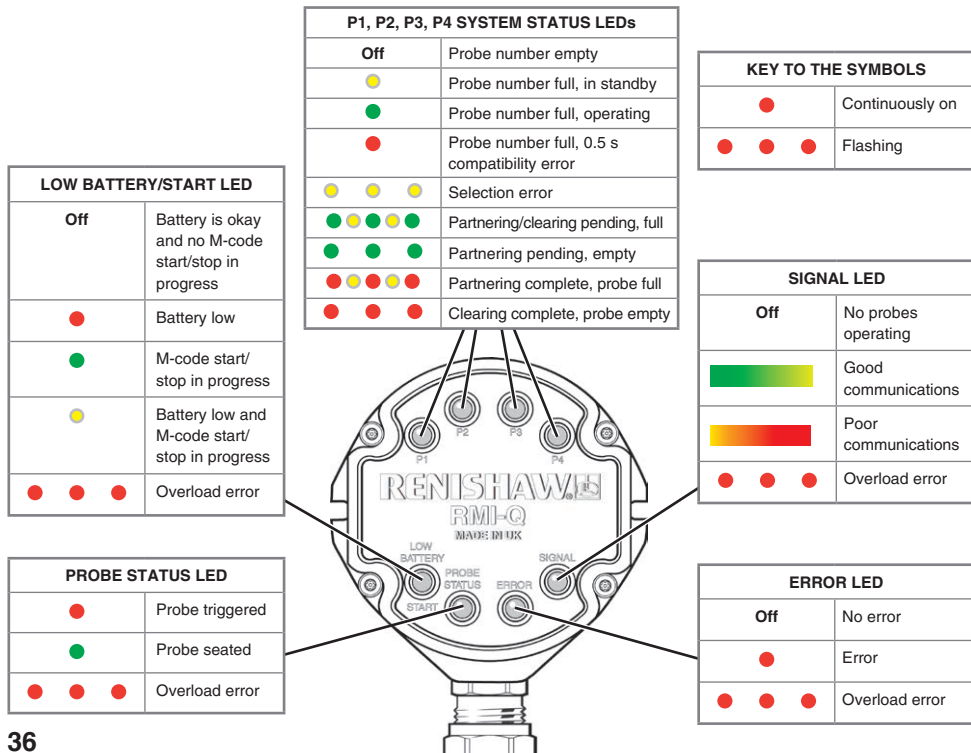 P1, P2, P3, P4 SYSTEM STATUS LEDs
Off
Probe number empty
Probe number full, in standby
Probe number full, operating
Probe number full, 0.5 s
compatibility error
Selection error
Partnering/clearing pending, full
Partnering pending, empty
Partnering complete, probe full
Clearing complete, probe empty
KEY TO THE SYMBOLS
Continuously on
Flashing
LOW BATTERY/START LED
Off
Battery is okay
and no M-code
start/stop in
progress
Battery low
M-code start/
stop in progress
Battery low and
M-code start/
stop in progress
Overload error
SIGNAL LED
Off
No probes
operating
Good
communications
Poor
communications
Overload error
P1
P2
P3
P4
RENISHAW
RMI-Q
MADE IN UK
LOW
BATTERY
START
PROBE
STATUS
ERROR
SIGNAL
PROBE STATUS LED
Probe triggered
Probe seated
Overload error
ERROR LED
Off
No error
Error
Overload error
36